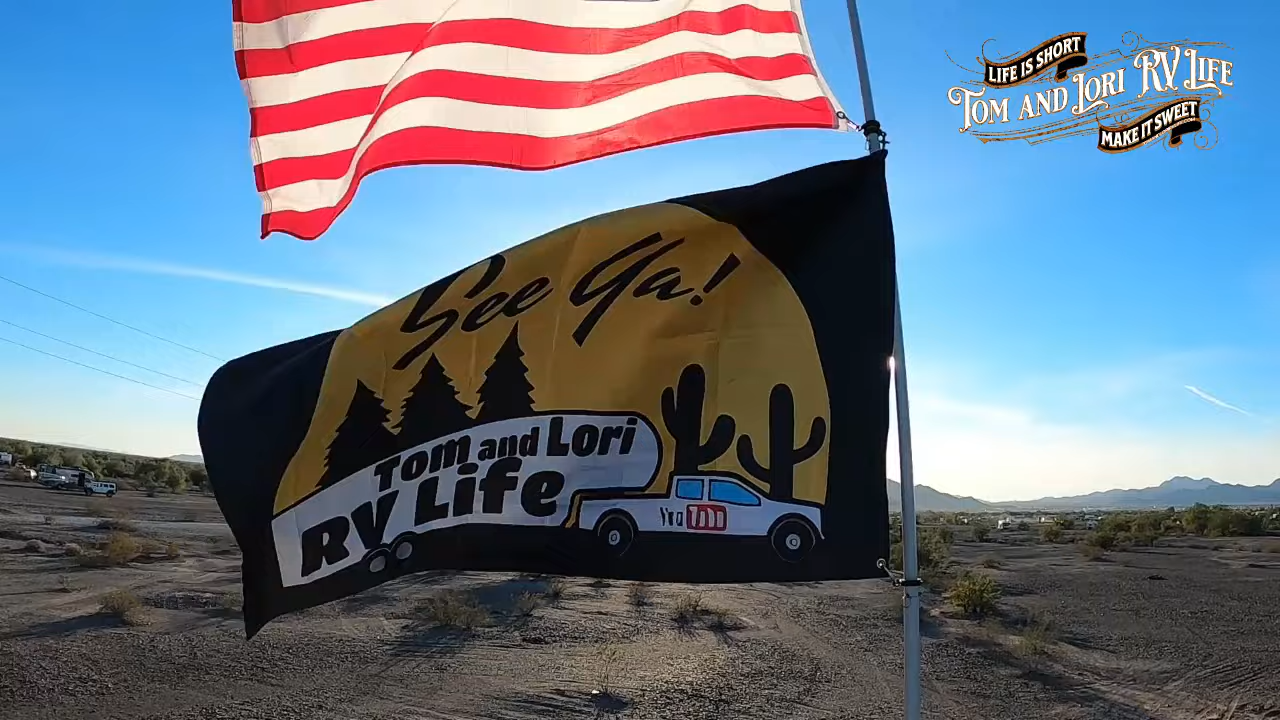 LIFE IS SHORT
TOM AND LORI RV LIFE
MAKE IT SWEET
See Ya!
Tom and Lori
RV Life